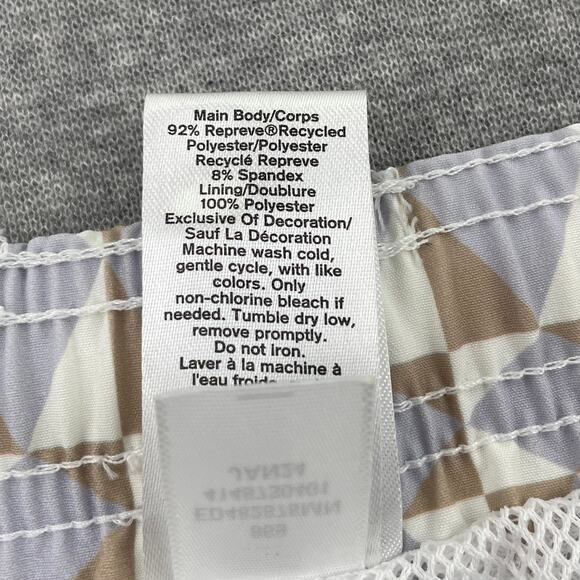 Main Body/Corps
92% Repreve®Recycled
Polyester/Polyester
Recyclé Repreve
8% Spandex
Lining/Doublure
100% Polyester
Exclusive Of Decoration/
Sauf La Décoration
Machine wash cold,
gentle cycle, with like
colors. Only
non-chlorine bleach if
needed. Tumble dry low,
remove promptly.
Do not Iron.
Laver à la machine à
l'eau froide
JAN24